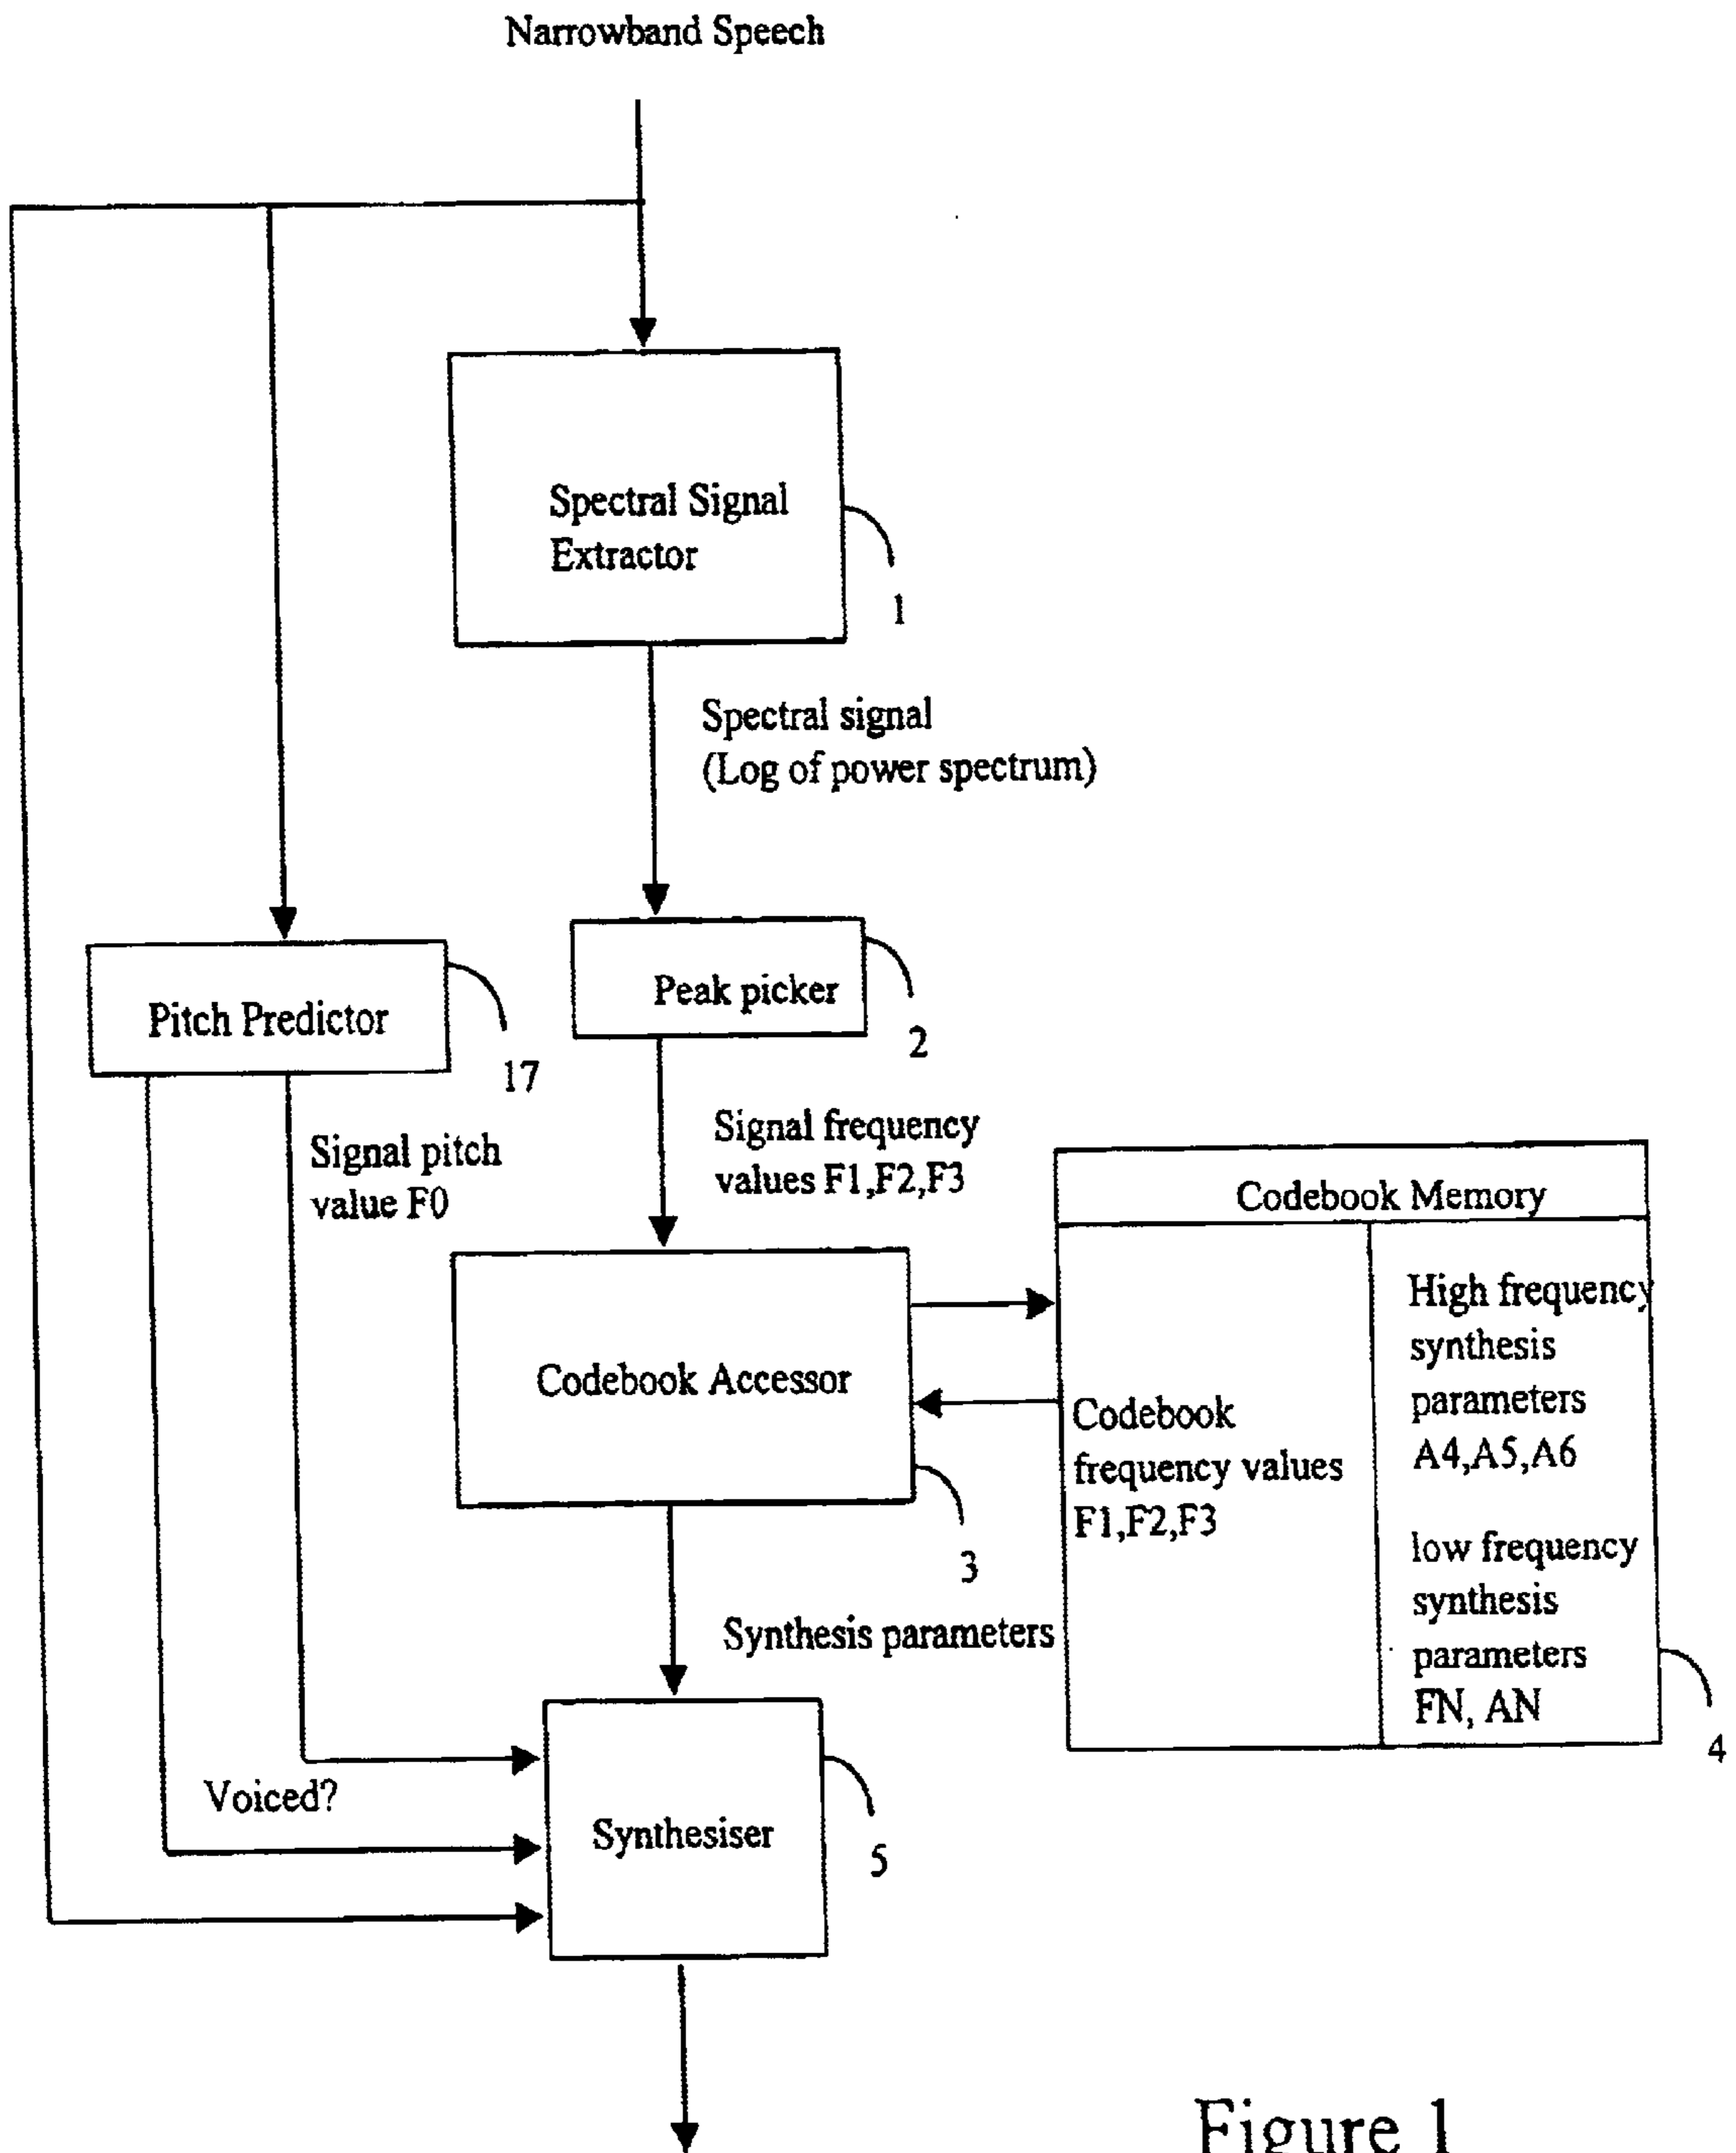 Narrowband Speech
Spectral Signal
Extractor
1
Spectral signal
(Log of power spectrum)
Pitch Predictor
17
Peak picker
2
Signal pitch
value F0
Signal frequency
values F1,F2,F3
Codebook Accessor
3
Codebook Memory
Codebook
frequency values
F1,F2,F3
High frequency
synthesis
parameters
A4,A5,A6
low frequency
synthesis
parameters
FN, AN
4
Synthesis parameters
Voiced?
Synthesiser
5
Figure 1